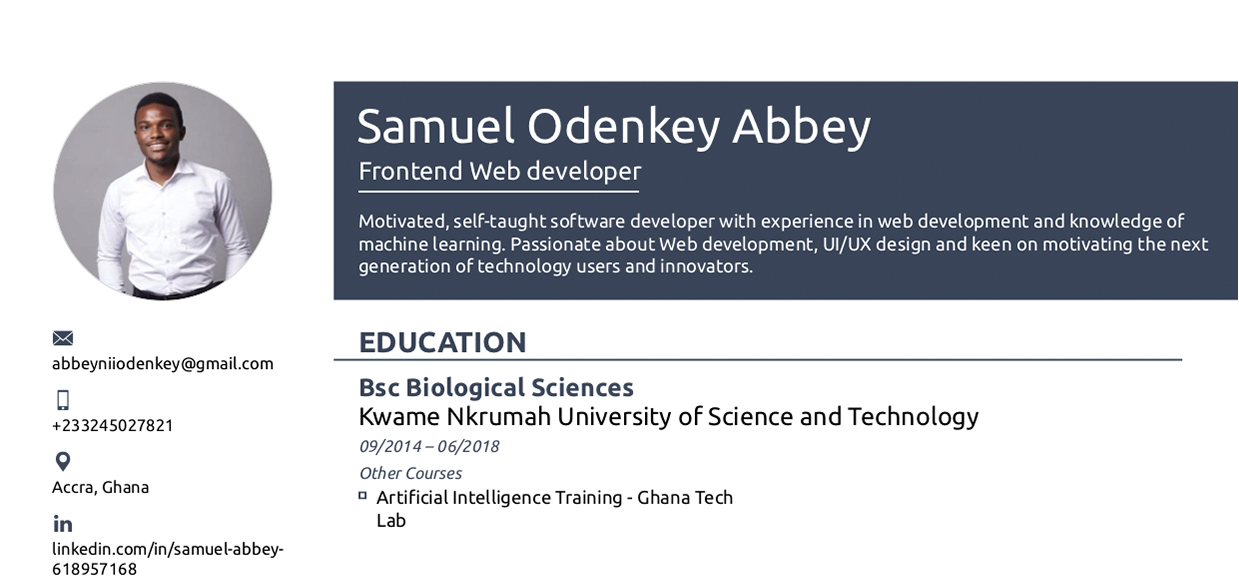 Samuel Odenkey Abbey
Frontend Web developer
Motivated, self-taught software developer with experience in web development and knowledge of
machine learning. Passionate about Web development, UI/UX design and keen on motivating the next
generation of technology users and innovators.
abbeyniiodenkey@gmail.com
+233245027821
Accra, Ghana
in
linkedin.com/in/samuel-abbey-
618957168
EDUCATION
Bsc Biological Sciences
Kwame Nkrumah University of Science and Technology
09/2014 – 06/2018
Other Courses
Artificial Intelligence Training - Ghana Tech
Lab